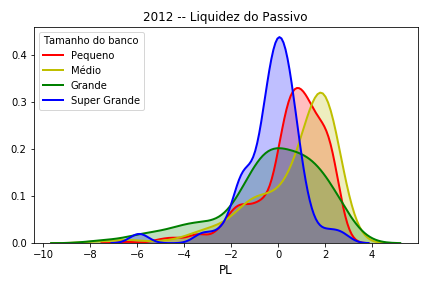 2012 -- Liquidez do Passivo
Tamanho do banco
Pequeno
Médio
Grande
Super Grande
0.4
0.3
0.2
0.1
0.0
−10 −8 −6 −4 −2 0 2 4
PL